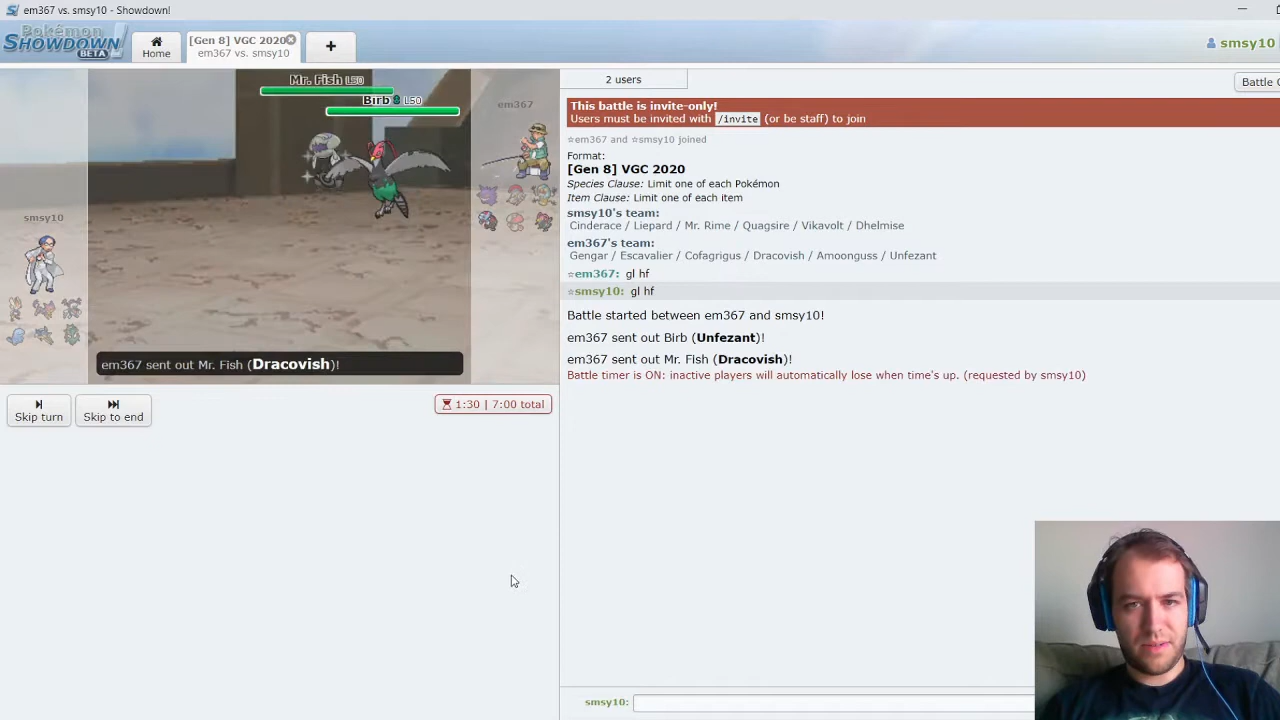 em367 vs. smsy10 - Showdown!
Pokémon
SHOWDOWN!
BETA
Home
[Gen 8] VGC 2020
em367 vs. smsy10
+
smsy10
Mr. Fish L50
Birb L50
em367
smsy10
em367 sent out Mr. Fish (Dracovish)!
Skip turn
Skip to end
1:30 | 7:00 total
2 users
Battle
This battle is invite-only!
Users must be invited with /invite (or be staff) to join
☆em367 and ☆smsy10 joined
Format:
[Gen 8] VGC 2020
Species Clause: Limit one of each Pokémon
Item Clause: Limit one of each item
smsy10's team:
Cinderace / Liepard / Mr. Rime / Quagsire / Vikavolt / Dhelmise
em367's team:
Gengar / Escavalier / Cofagrigus / Dracovish / Amoonguss / Unfezant
☆em367: gl hf
☆smsy10: gl hf
Battle started between em367 and smsy10!
em367 sent out Birb (Unfezant)!
em367 sent out Mr. Fish (Dracovish)!
Battle timer is ON: inactive players will automatically lose when time's up. (requested by smsy10)
smsy10: